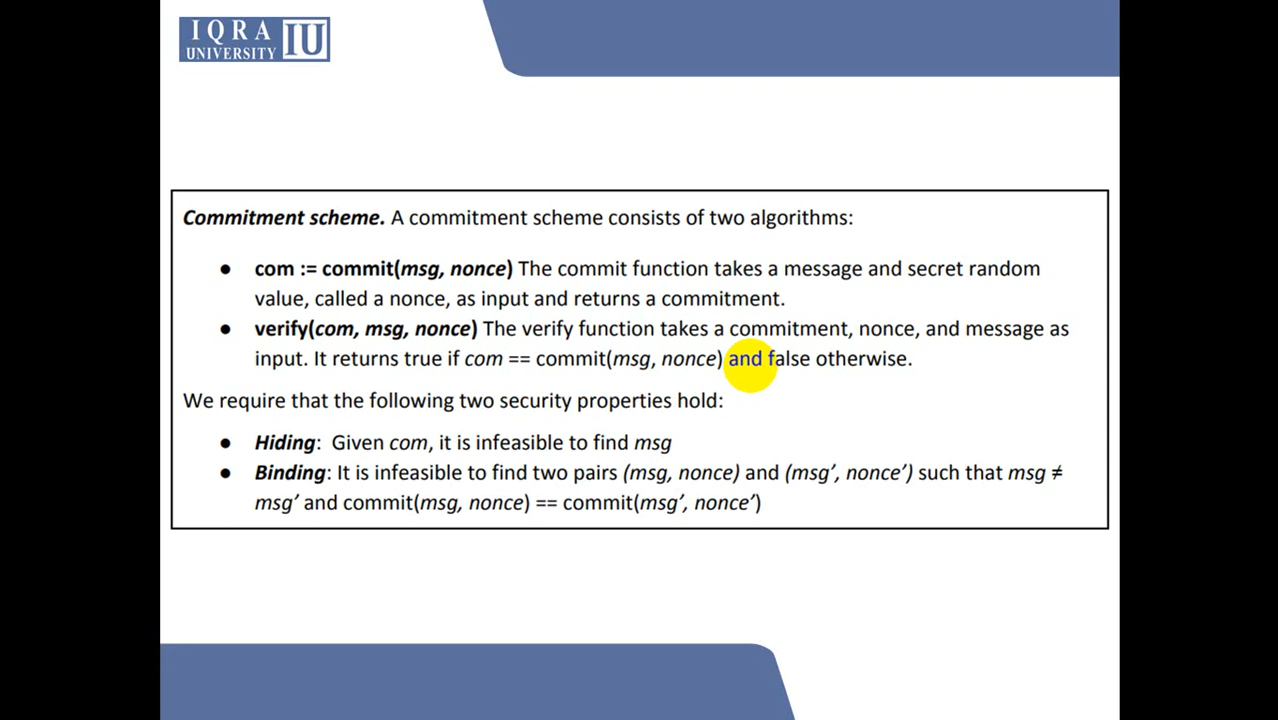 IQRA
UNIVERSITY IU
Commitment scheme. A commitment scheme consists of two algorithms:
● com := commit(msg, nonce) The commit function takes a message and secret random
value, called a nonce, as input and returns a commitment.
● verify(com, msg, nonce) The verify function takes a commitment, nonce, and message as
input. It returns true if com == commit(msg, nonce) and false otherwise.
We require that the following two security properties hold:
● Hiding: Given com, it is infeasible to find msg
● Binding: It is infeasible to find two pairs (msg, nonce) and (msg’, nonce’) such that msg ≠
msg’ and commit(msg, nonce) == commit(msg’, nonce’)